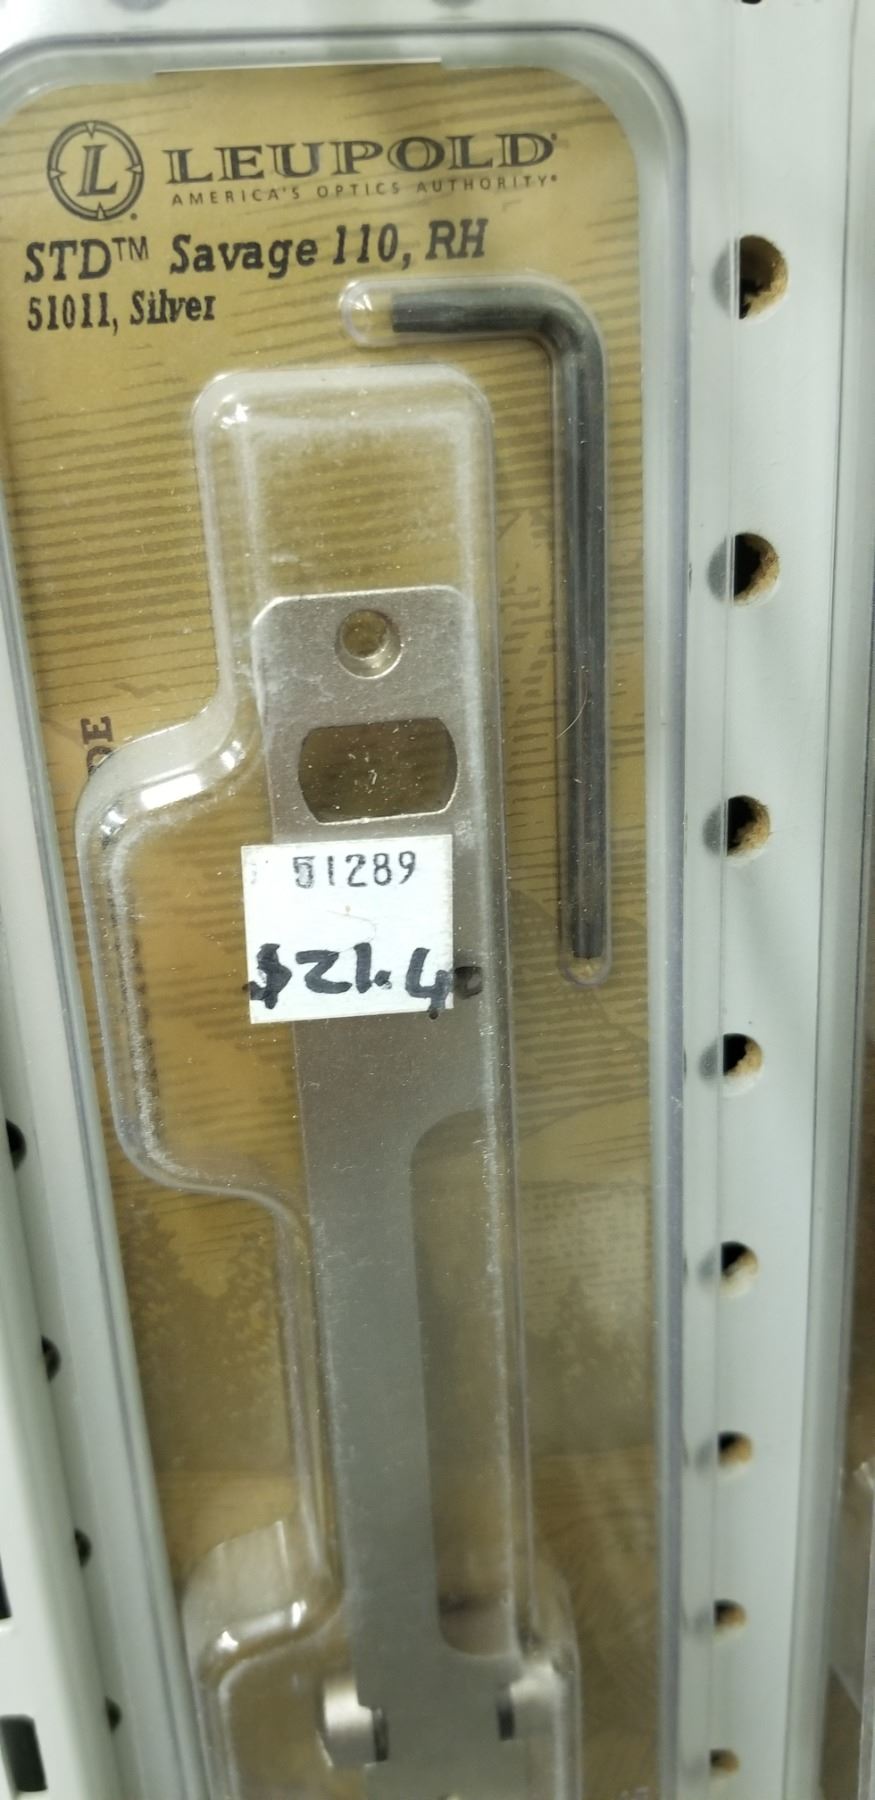 L
LEUPOLD®
AMERICA'S OPTICS AUTHORITY®
STD™ Savage 110, RH
51011, Silver
51289
$21.40